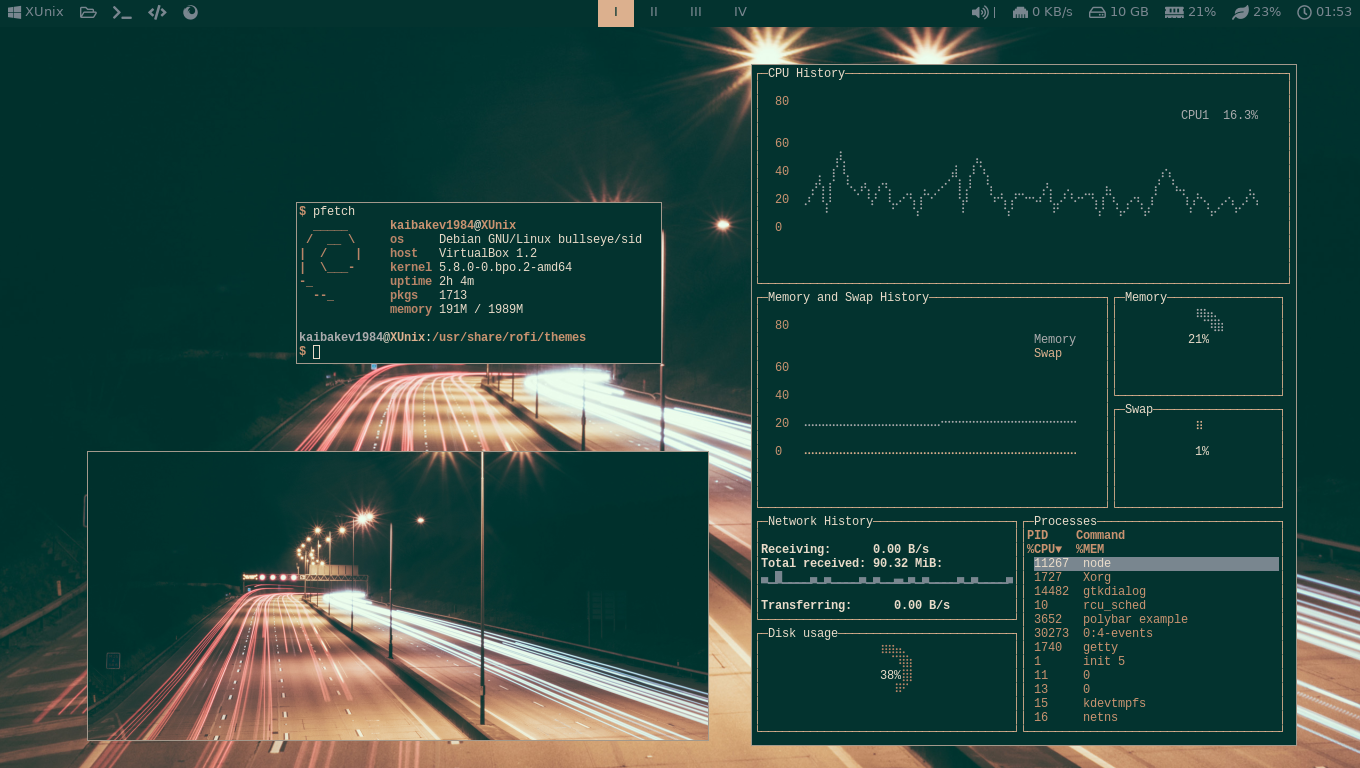 XUnix
I II III IV
0 KB/s 10 GB 21% 23% 01:53
$ pfetch
kaibakev1984@XUnix
os Debian GNU/Linux bullseye/sid
host VirtualBox 1.2
kernel 5.8.0-0.bpo.2-amd64
uptime 2h 4m
pkgs 1713
memory 191M / 1989M
kaibakev1984@XUnix:/usr/share/rofi/themes
$
CPU History
80
CPU1 16.3%
60
40
20
0
Memory and Swap History
80
Memory
Swap
60
40
20
0
Memory
21%
Swap
1%
Network History
Receiving: 0.00 B/s
Total received: 90.32 MiB:
Transferring: 0.00 B/s
Disk usage
38%
Processes
PID Command
%CPU▼ %MEM
11267 node
1727 Xorg
14482 gtkdialog
10 rcu_sched
3652 polybar example
30273 0:4-events
1740 getty
1 init 5
11 0
13 0
15 kdevtmpfs
16 netns